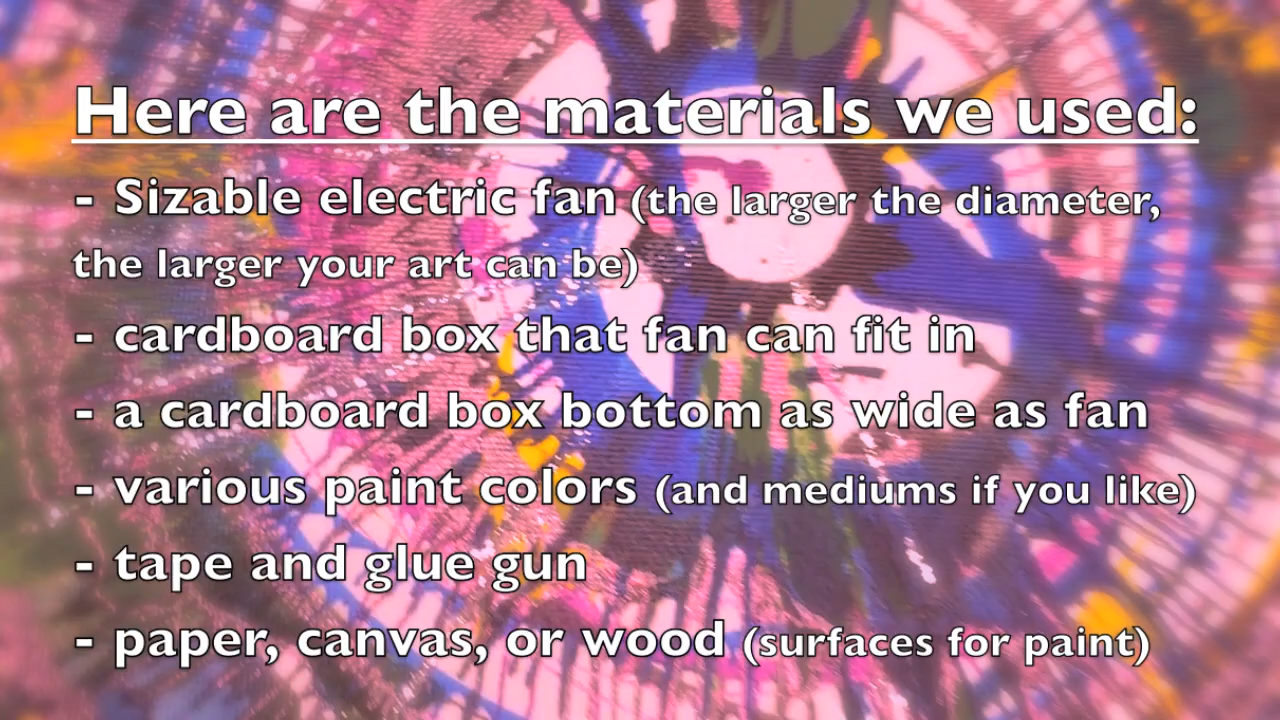 Here are the materials we used:
- Sizable electric fan (the larger the diameter,
the larger your art can be)
- cardboard box that fan can fit in
- a cardboard box bottom as wide as fan
- various paint colors (and mediums if you like)
- tape and glue gun
- paper, canvas, or wood (surfaces for paint)